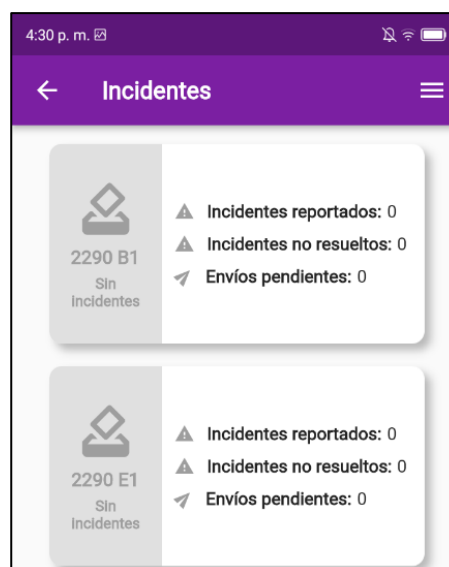 4:30 p. m.
Incidentes
2290 B1
Sin
incidentes
Incidentes reportados: 0
Incidentes no resueltos: 0
Envíos pendientes: 0
2290 E1
Sin
incidentes
Incidentes reportados: 0
Incidentes no resueltos: 0
Envíos pendientes: 0